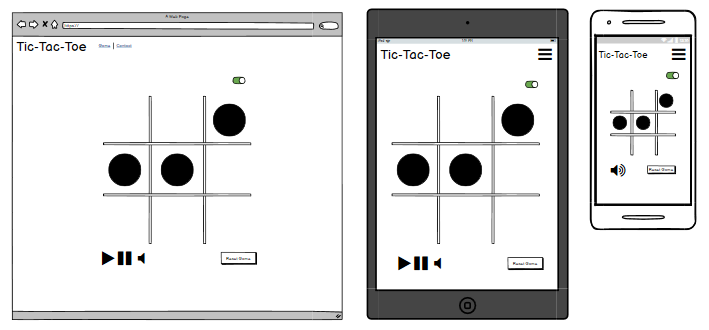 A Web Page
https://
Tic-Tac-Toe
Home | Contact
Reset Game
Tic-Tac-Toe
Reset Game
Tic-Tac-Toe
Reset Game